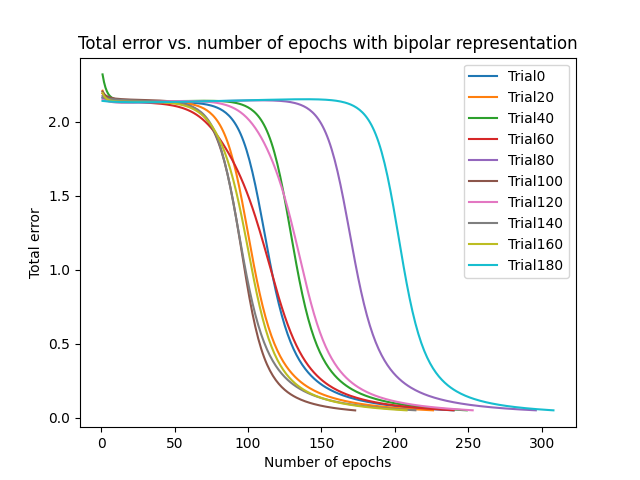 Total error vs. number of epochs with bipolar representation
Total error
2.0
1.5
1.0
0.5
0.0
0
50
100
150
200
250
300
Number of epochs
Trial0
Trial20
Trial40
Trial60
Trial80
Trial100
Trial120
Trial140
Trial160
Trial180